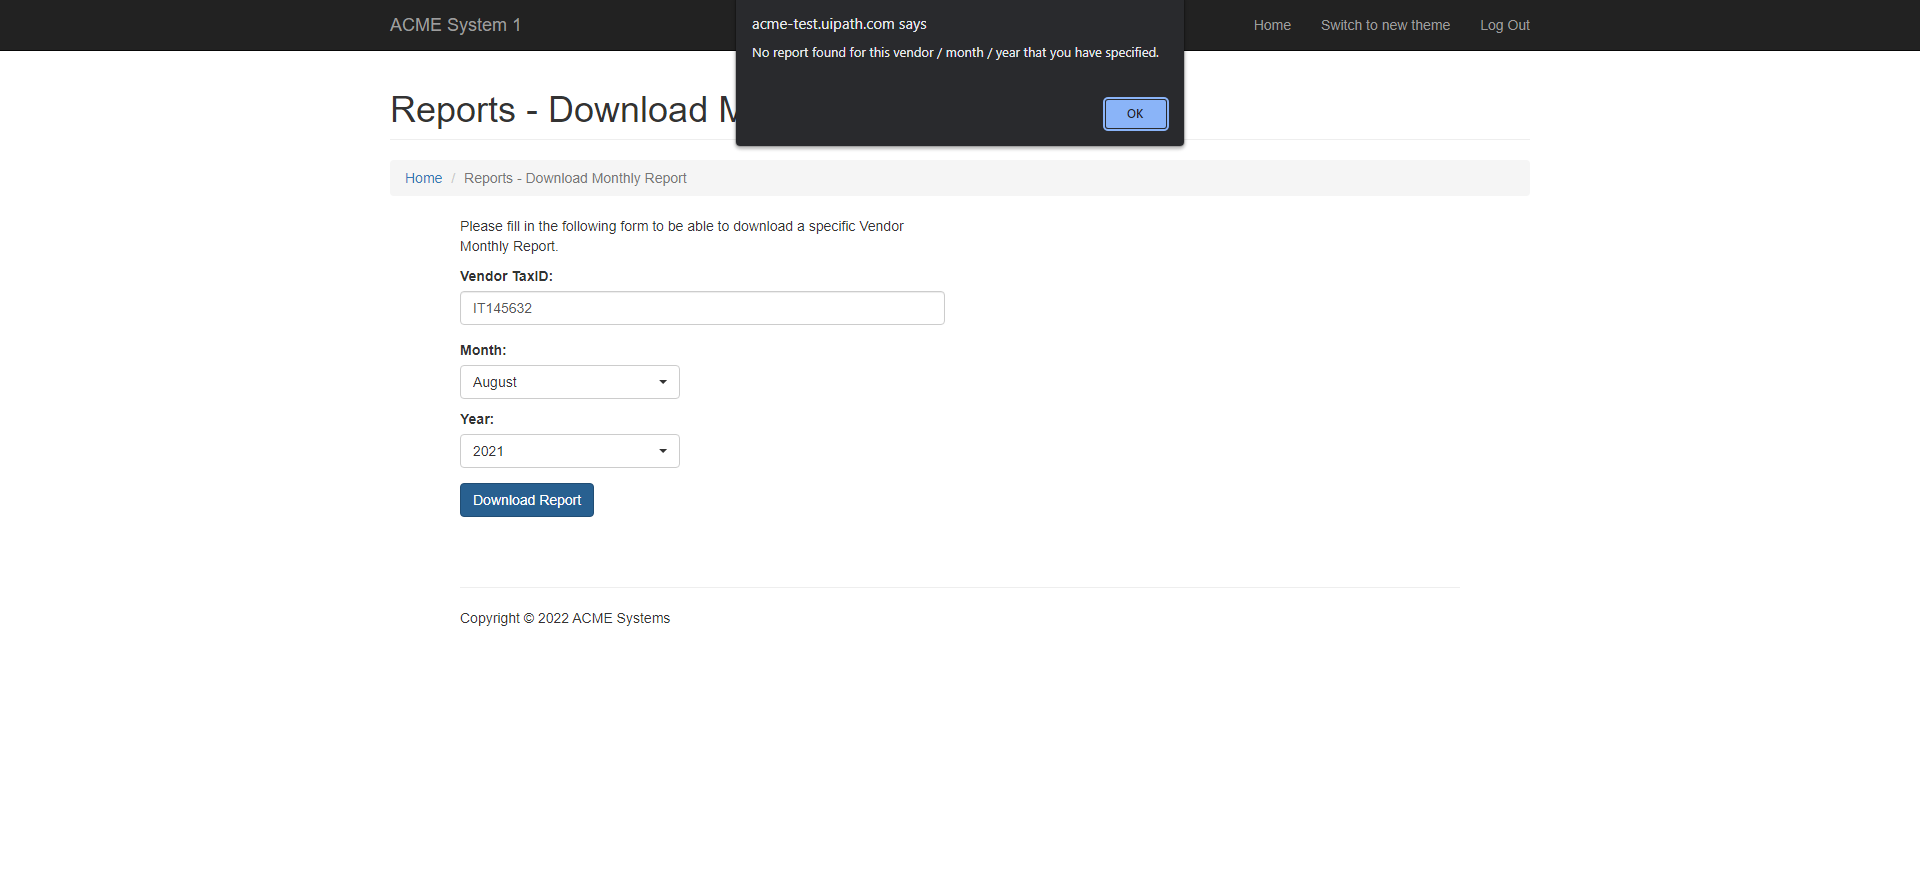 ACME System 1
Home
Switch to new theme
Log Out
acme-test.uipath.com says
No report found for this vendor / month / year that you have specified.
OK
Reports - Download
Home / Reports - Download Monthly Report
Please fill in the following form to be able to download a specific Vendor
Monthly Report.
Vendor TaxID:
IT145632
Month:
August
Year:
2021
Download Report
Copyright © 2022 ACME Systems